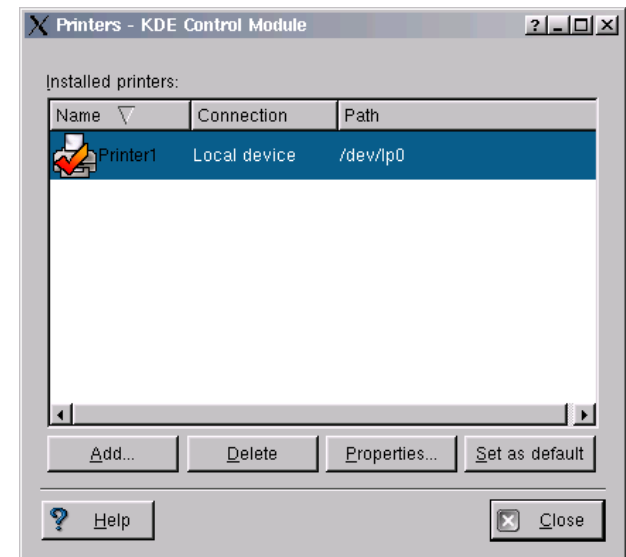 Printers - KDE Control Module
Installed printers:
Name Connection Path
Printer1 Local device /dev/lp0
Add... Delete Properties... Set as default
? Help Close